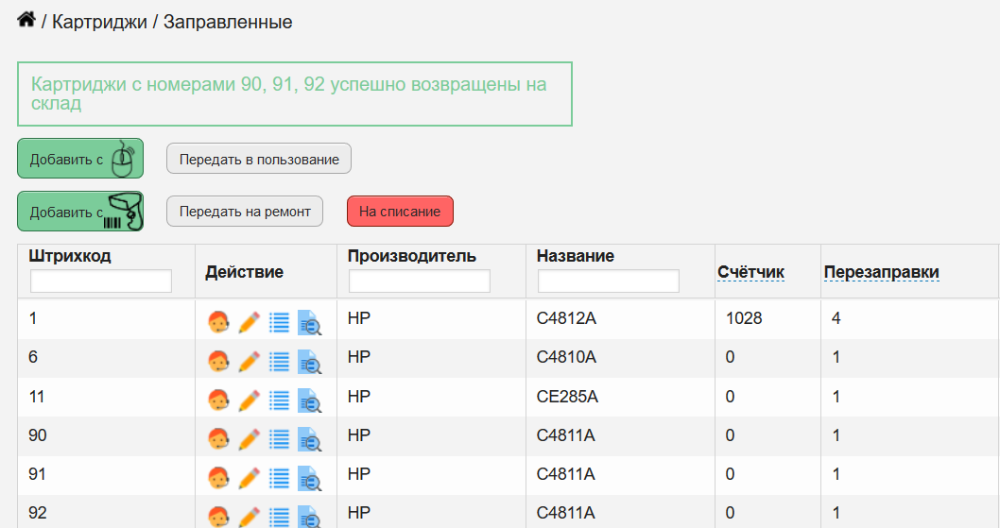 / Картриджи / Заправленные
Картриджи с номерами 90, 91, 92 успешно возвращены на
склад
Добавить с
Передать в пользование
Добавить с
Передать на ремонт
На списание
Штрихкод Действие Производитель Название Счётчик Перезаправки
1 HP C4812A 1028 4
6 HP C4810A 0 1
11 HP CE285A 0 1
90 HP C4811A 0 1
91 HP C4811A 0 1
92 HP C4811A 0 1